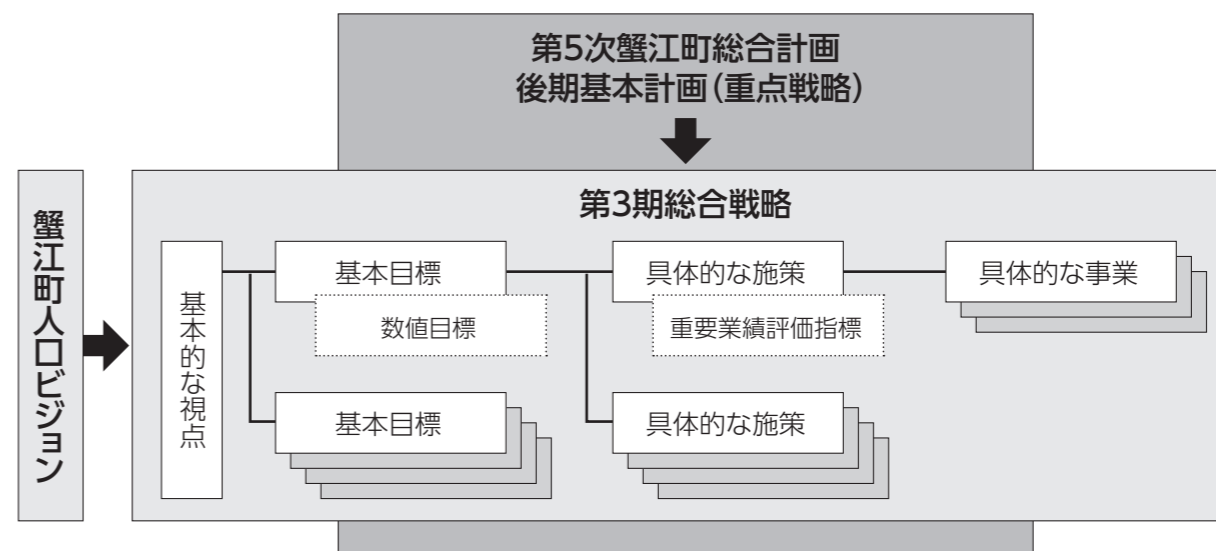 第5次蟹江町総合計画
後期基本計画（重点戦略）
蟹江町人口ビジョン
第3期総合戦略
基本的な視点
基本目標
数値目標
具体的な施策
重要業績評価指標
具体的な事業
基本目標
具体的な施策